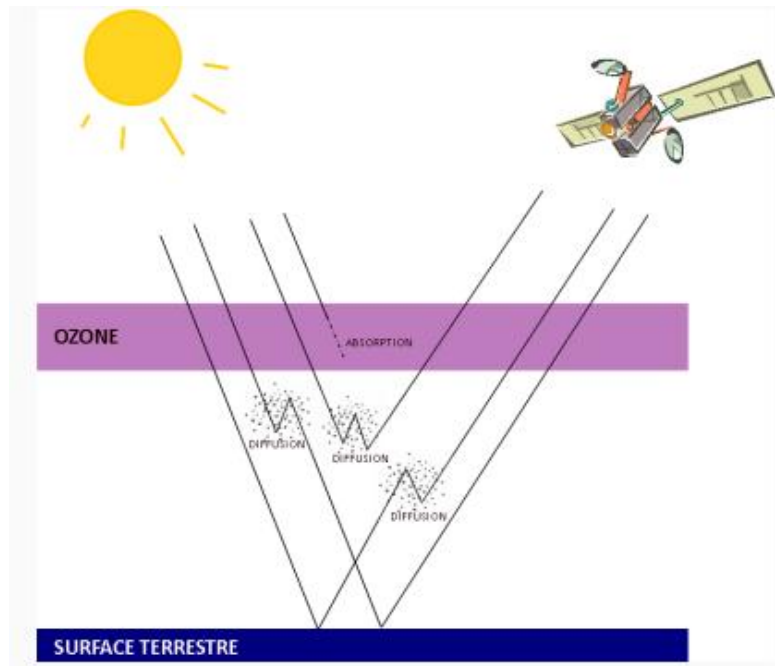 OZONE
ABSORPTION
DIFFUSION
DIFFUSION
DIFFUSION
SURFACE TERRESTRE